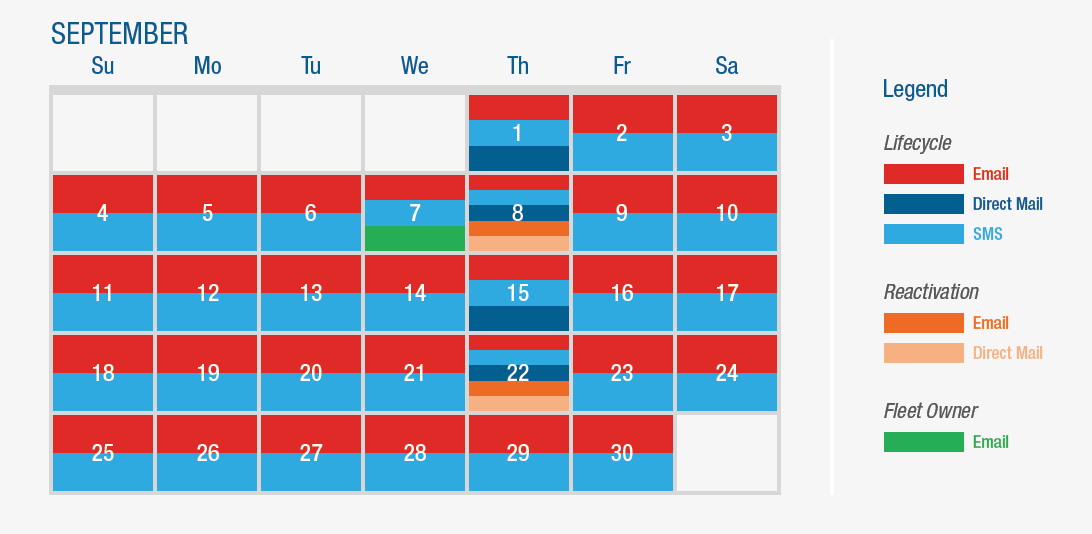 SEPTEMBER
Su Mo Tu We Th Fr Sa
1 2 3
4 5 6 7 8 9 10
11 12 13 14 15 16 17
18 19 20 21 22 23 24
25 26 27 28 29 30
Legend
Lifecycle
Email
Direct Mail
SMS
Reactivation
Email
Direct Mail
Fleet Owner
Email